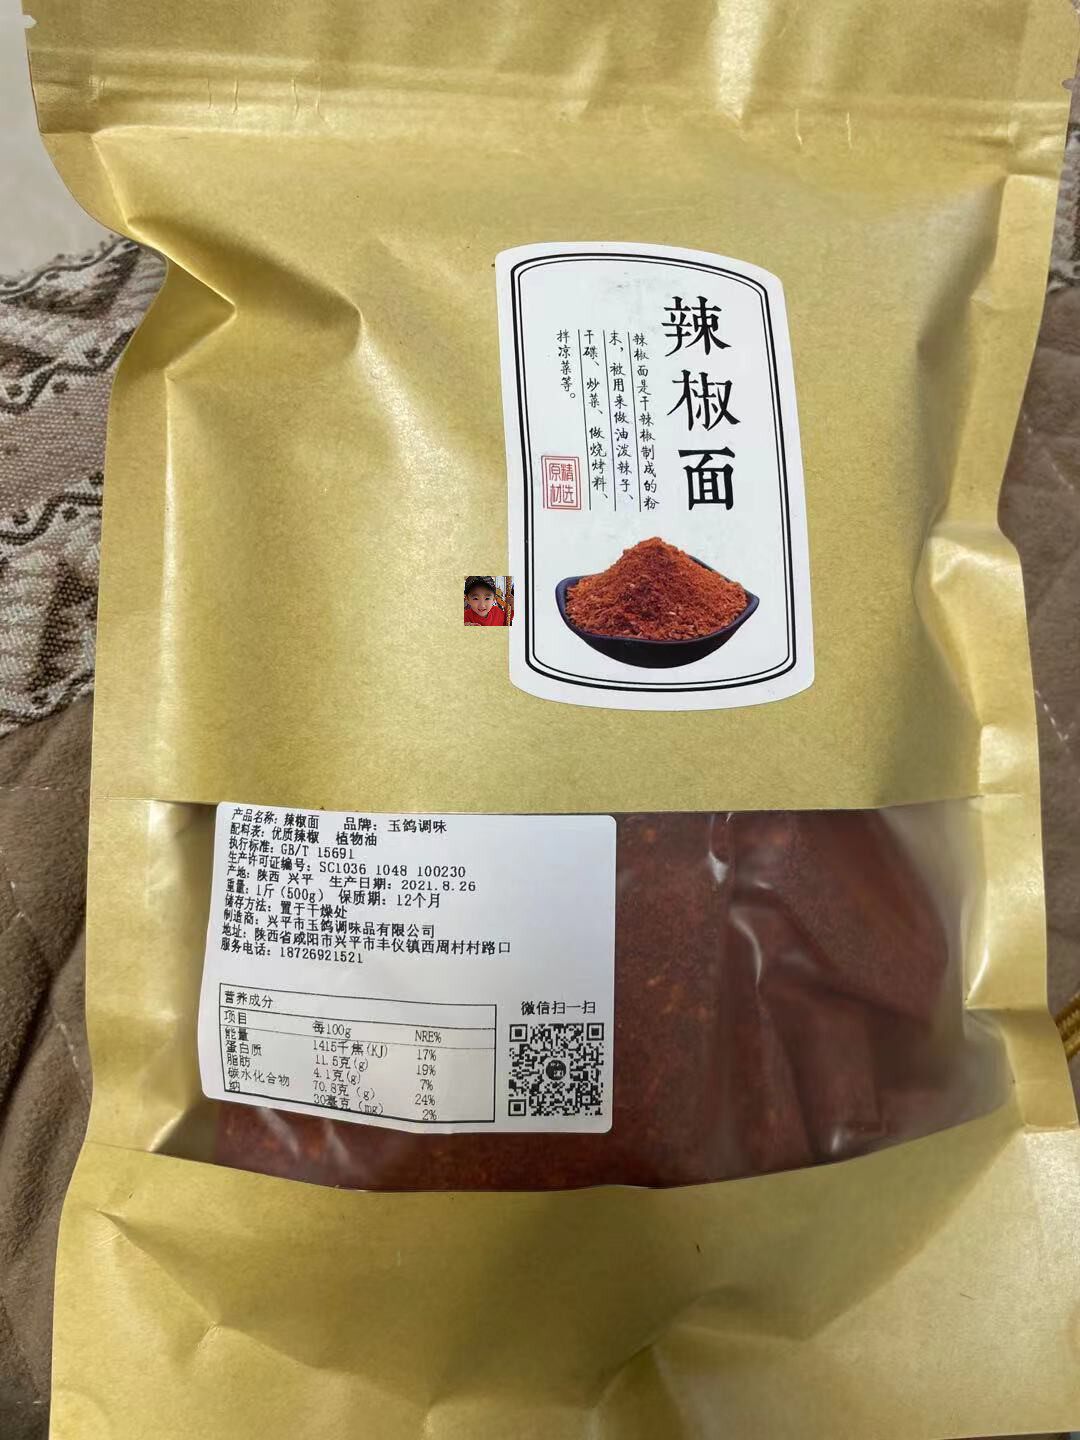 辣椒面
辣椒面是干辣椒制成的粉
末，被用来做油泼辣子、
干碟、炒菜、做烧烤料、
拌凉菜等。
精选
原材
产品名称：辣椒面 品牌：玉鸽调味
配料表：优质辣椒 植物油
执行标准：GB/T 15691
生产许可证编号：SC1036 1048 100230
产地：陕西 兴平 生产日期：2021.8.26
重量：1斤（500g） 保质期：12个月
储存方法：置于干燥处
制造商：兴平市玉鸽调味品有限公司
地址：陕西省咸阳市兴平市丰仪镇西周村村路口
服务电话：18726921521
营养成分
项目 每100g NRE%
能量 1415千焦(KJ) 17%
蛋白质 11.5克(g) 19%
脂肪 4.1克(g) 7%
碳水化合物 70.8克（g） 24%
钠 30毫克（mg） 2%
微信扫一扫